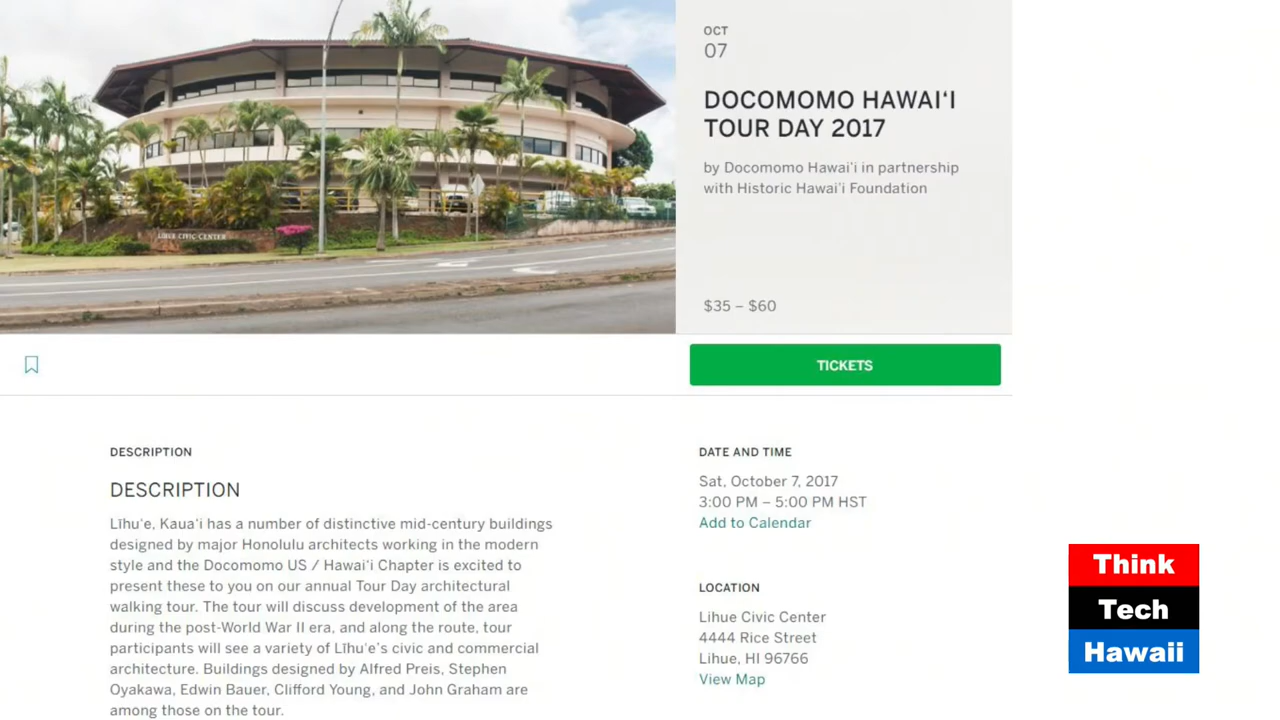 LIHUE CIVIC CENTER
OCT
07
DOCOMOMO HAWAI‘I
TOUR DAY 2017
by Docomomo Hawai‘i in partnership
with Historic Hawai‘i Foundation
$35 – $60
TICKETS
DESCRIPTION
DESCRIPTION
Līhu‘e, Kaua‘i has a number of distinctive mid-century buildings
designed by major Honolulu architects working in the modern
style and the Docomomo US / Hawai‘i Chapter is excited to
present these to you on our annual Tour Day architectural
walking tour. The tour will discuss development of the area
during the post-World War II era, and along the route, tour
participants will see a variety of Līhu‘e's civic and commercial
architecture. Buildings designed by Alfred Preis, Stephen
Oyakawa, Edwin Bauer, Clifford Young, and John Graham are
among those on the tour.
DATE AND TIME
Sat, October 7, 2017
3:00 PM – 5:00 PM HST
Add to Calendar
LOCATION
Lihue Civic Center
4444 Rice Street
Lihue, HI 96766
View Map
Think
Tech
Hawaii